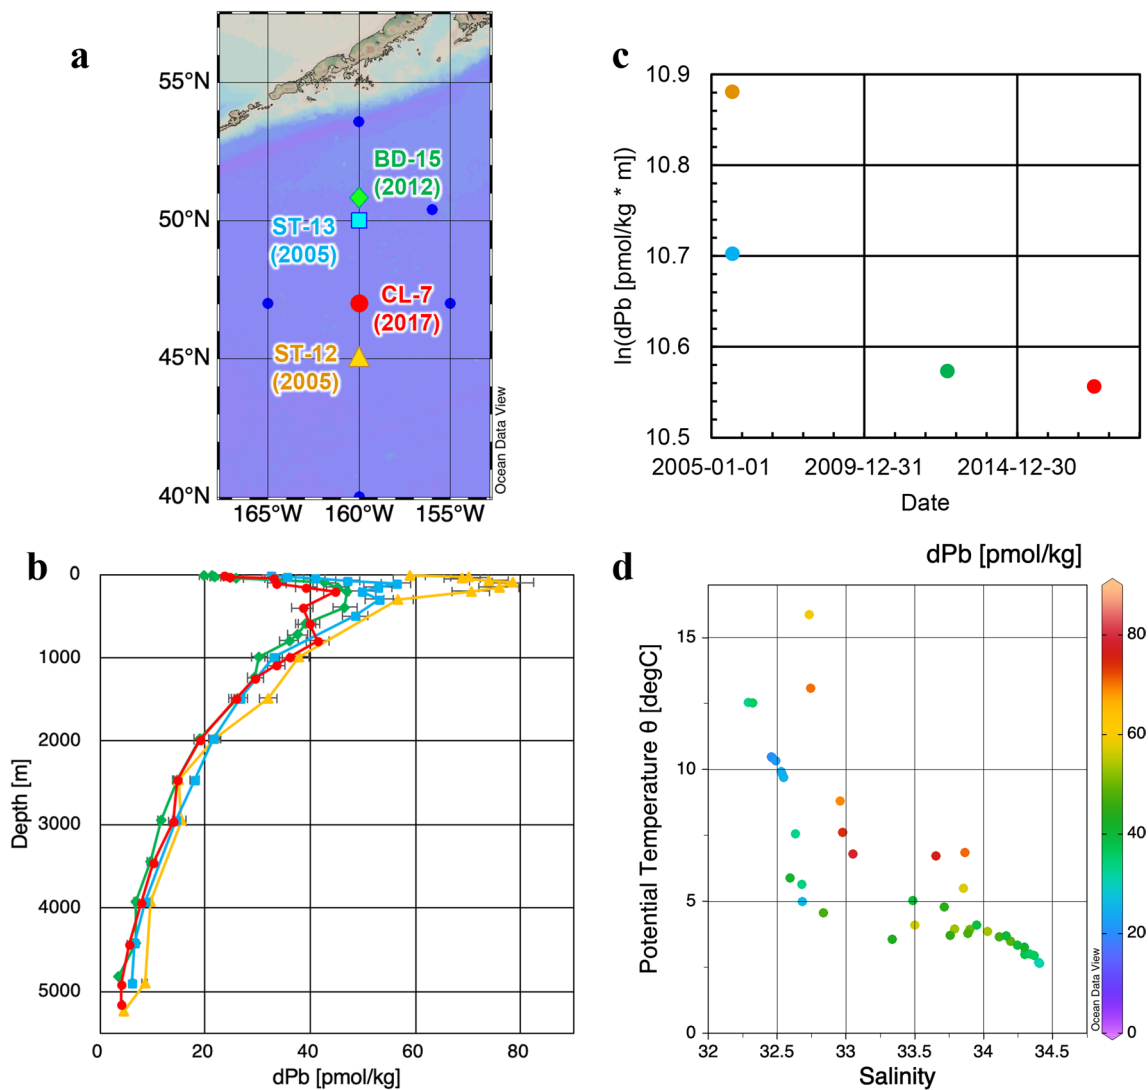 a
55°N
50°N
45°N
40°N
165°W
160°W
155°W
BD-15
(2012)
ST-13
(2005)
CL-7
(2017)
ST-12
(2005)
Ocean Data View
c
ln(dPb [pmol/kg * m])
10.9
10.8
10.7
10.6
10.5
2005-01-01
2009-12-31
2014-12-30
Date
b
Depth [m]
0
1000
2000
3000
4000
5000
0
20
40
60
80
dPb [pmol/kg]
d
dPb [pmol/kg]
Potential Temperature θ [degC]
15
10
5
0
32
32.5
33
33.5
34
34.5
Salinity
80
60
40
20
0
Ocean Data View